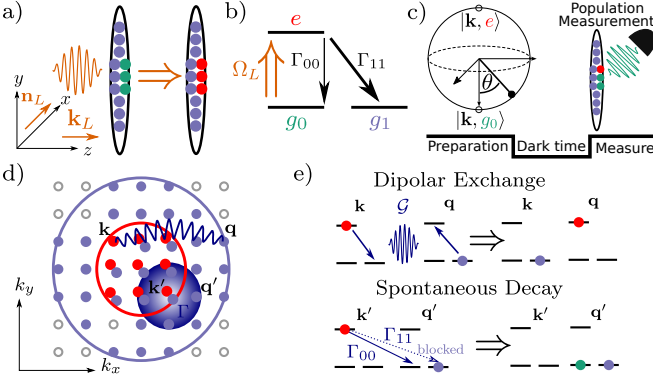 a)
y
n_L
x
k_L
z
b)
e
Ω_L
Γ_00
Γ_11
g_0
g_1
c)
|k, e⟩
θ
|k, g_0⟩
Population
Measurement
Preparation
Dark time
Measure
d)
k
q
k′
q′
Γ
k_y
k_x
e)
Dipolar Exchange
k
𝒢
q
k
q
Spontaneous Decay
k′
q′
k′
q′
Γ_11
Γ_00
blocked